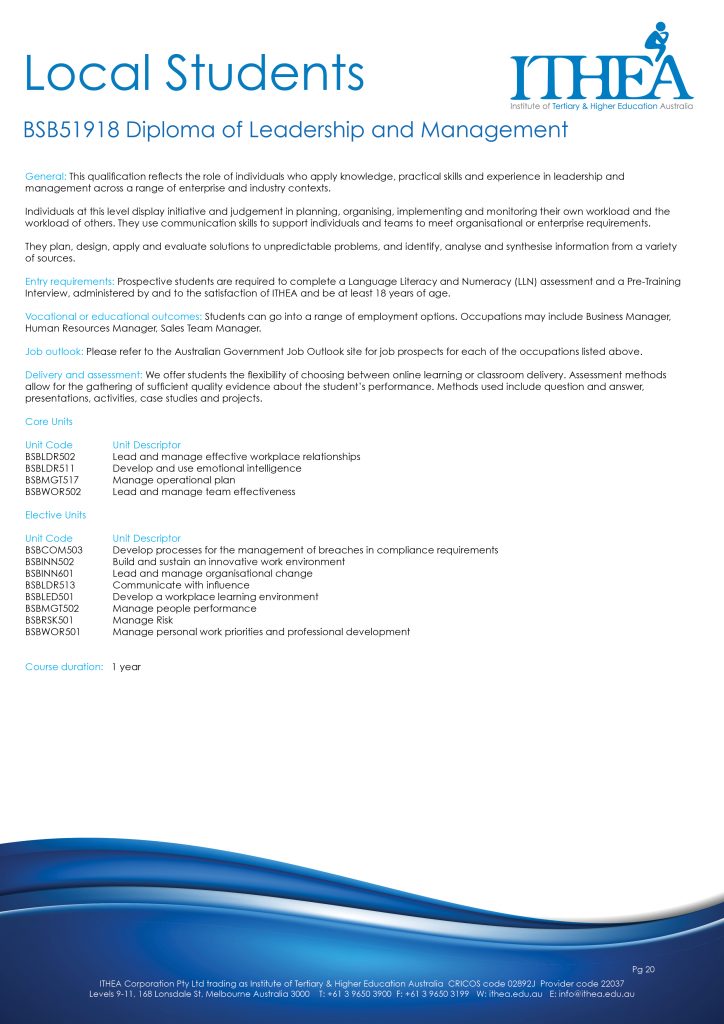 Local Students
ITHEA
Institute of Tertiary & Higher Education Australia
BSB51918 Diploma of Leadership and Management
General: This qualification reflects the role of individuals who apply knowledge, practical skills and experience in leadership and
management across a range of enterprise and industry contexts.
Individuals at this level display initiative and judgement in planning, organising, implementing and monitoring their own workload and the
workload of others. They use communication skills to support individuals and teams to meet organisational or enterprise requirements.
They plan, design, apply and evaluate solutions to unpredictable problems, and identify, analyse and synthesise information from a variety
of sources.
Entry requirements: Prospective students are required to complete a Language Literacy and Numeracy (LLN) assessment and a Pre-Training
Interview, administered by and to the satisfaction of ITHEA and be at least 18 years of age.
Vocational or educational outcomes: Students can go into a range of employment options. Occupations may include Business Manager,
Human Resources Manager, Sales Team Manager.
Job outlook: Please refer to the Australian Government Job Outlook site for job prospects for each of the occupations listed above.
Delivery and assessment: We offer students the flexibility of choosing between online learning or classroom delivery. Assessment methods
allow for the gathering of sufficient quality evidence about the student's performance. Methods used include question and answer,
presentations, activities, case studies and projects.
Core Units
Unit Code Unit Descriptor
BSBLDR502 Lead and manage effective workplace relationships
BSBLDR511 Develop and use emotional intelligence
BSBMGT517 Manage operational plan
BSBWOR502 Lead and manage team effectiveness
Elective Units
Unit Code Unit Descriptor
BSBCOM503 Develop processes for the management of breaches in compliance requirements
BSBINN502 Build and sustain an innovative work environment
BSBINN601 Lead and manage organisational change
BSBLDR513 Communicate with influence
BSBLED501 Develop a workplace learning environment
BSBMGT502 Manage people performance
BSBRSK501 Manage Risk
BSBWOR501 Manage personal work priorities and professional development
Course duration: 1 year
Pg 20
ITHEA Corporation Pty Ltd trading as Institute of Tertiary & Higher Education Australia CRICOS code 02892J Provider code 22037
Levels 9-11, 168 Lonsdale St, Melbourne Australia 3000 T: +61 3 9650 3900 F: +61 3 9650 3199 W: ithea.edu.au E: info@ithea.edu.au